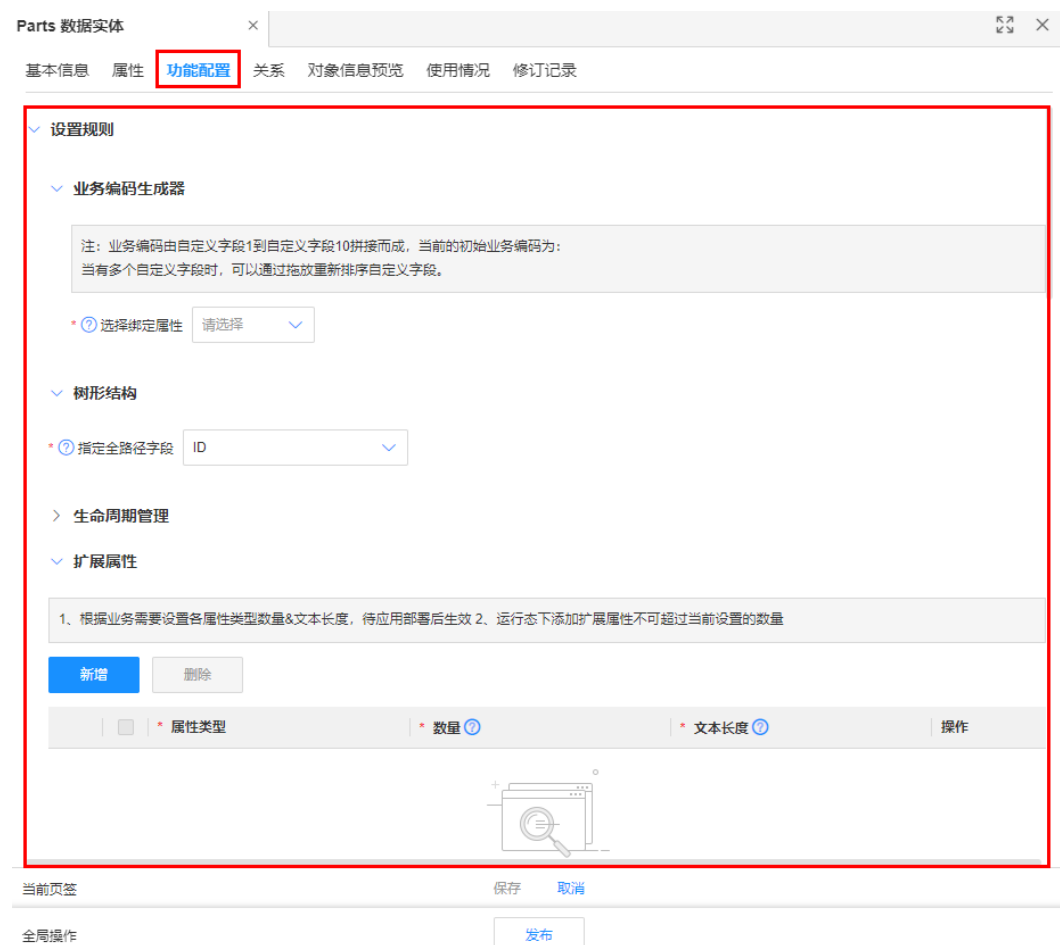 Parts 数据实体
基本信息 属性 功能配置 关系 对象信息预览 使用情况 修订记录
设置规则
业务编码生成器
注：业务编码由自定义字段1到自定义字段10拼接而成，当前的初始业务编码为：
当有多个自定义字段时，可以通过拖放重新排序自定义字段。
* 选择绑定属性 请选择
树形结构
* 指定全路径字段 ID
生命周期管理
扩展属性
1、根据业务需要设置各属性类型数量&文本长度，待应用部署后生效 2、运行态下添加扩展属性不可超过当前设置的数量
新增 删除
* 属性类型 * 数量 * 文本长度 操作
当前页签 保存 取消
全局操作 发布